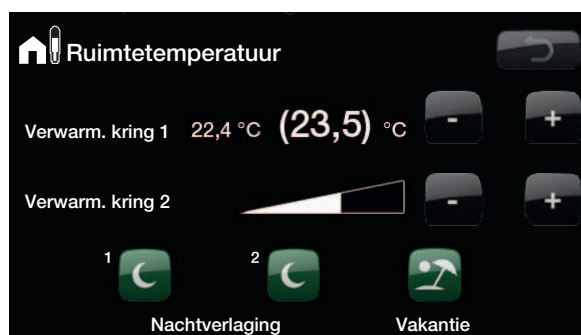 Ruimtetemperatuur
Verwarm. kring 1 22,4 °C (23,5) °C - +
Verwarm. kring 2 - +
1 2
Nachtverlaging Vakantie